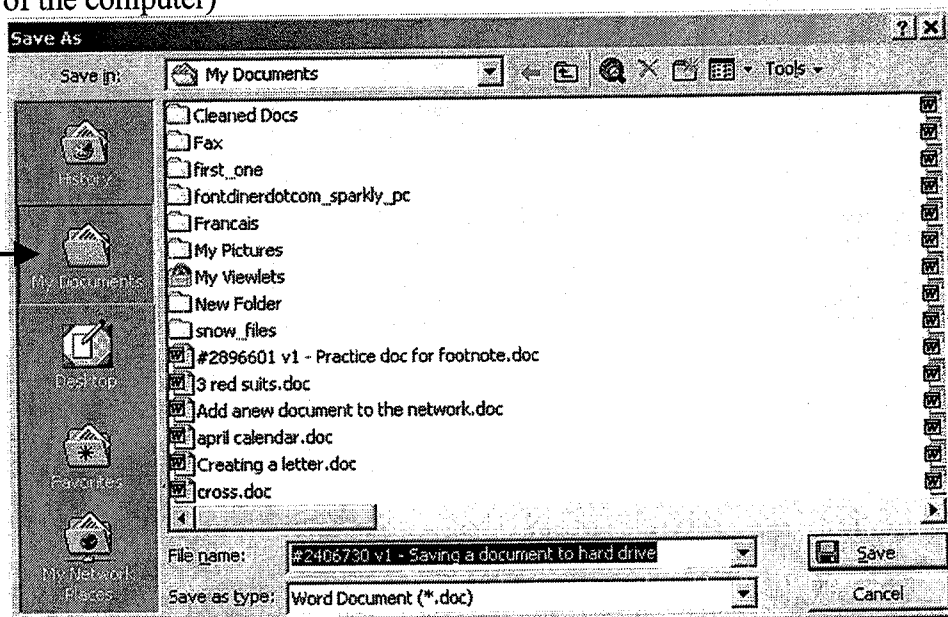 of the computer)
Save As
Save in: My Documents Tools
History
My Documents
Desktop
Favorites
My Network Places
Cleaned Docs
Fax
first_one
fontdinerdotcom_sparkly_pc
Francais
My Pictures
My Viewlets
New Folder
snow_files
#2896601 v1 - Practice doc for footnote.doc
3 red suits.doc
Add anew document to the network.doc
april calendar.doc
Creating a letter.doc
cross.doc
File name: #2406730 v1 - Saving a document to hard drive Save
Save as type: Word Document (*.doc) Cancel